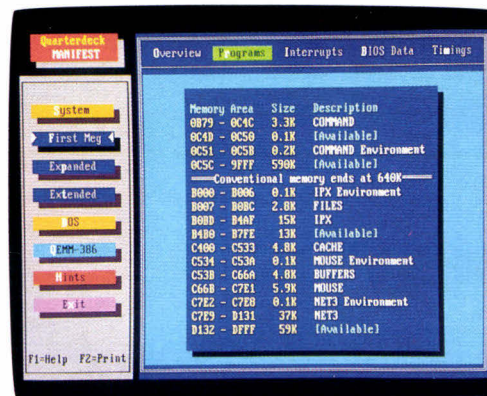 Quarterdeck
MANIFEST
Overview Programs Interrupts BIOS Data Timings
System
First Meg
Expanded
Extended
DOS
QEMM-386
Hints
Exit
F1=Help F2=Print
Memory Area Size Description
0B79 - 0C4C 3.3K COMMAND
0C4D - 0C50 0.1K [Available]
0C51 - 0C5B 0.2K COMMAND Environment
0C5C - 9FFF 590K [Available]
Conventional memory ends at 640K
B000 - B006 0.1K IPX Environment
B007 - B0BC 2.8K FILES
B0BD - B4AF 15K IPX
B4B0 - B7FE 13K [Available]
C400 - C533 4.8K CACHE
C534 - C53A 0.1K MOUSE Environment
C53B - C66A 4.8K BUFFERS
C66B - C7E1 5.9K MOUSE
C7E2 - C7E8 0.1K NET3 Environment
C7E9 - D131 37K NET3
D132 - DFFF 59K [Available]